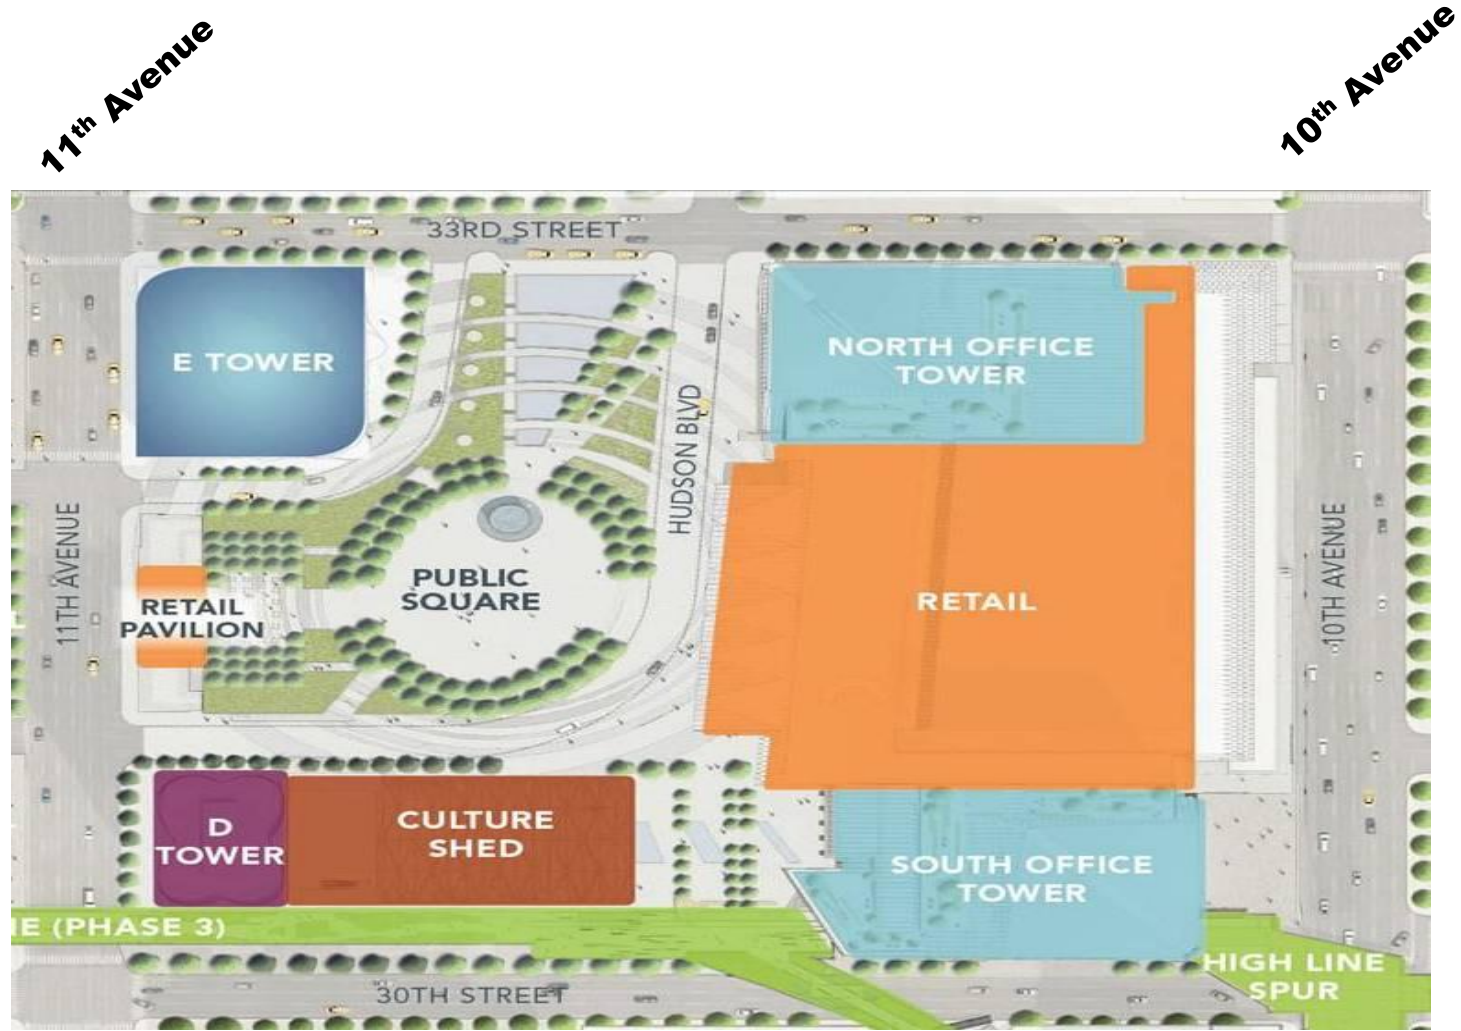 11th Avenue
10th Avenue
33RD STREET
E TOWER
NORTH OFFICE
TOWER
HUDSON BLVD
11TH AVENUE
PUBLIC
SQUARE
RETAIL
PAVILION
RETAIL
10TH AVENUE
D
TOWER
CULTURE
SHED
SOUTH OFFICE
TOWER
NE (PHASE 3)
HIGH LINE
SPUR
30TH STREET